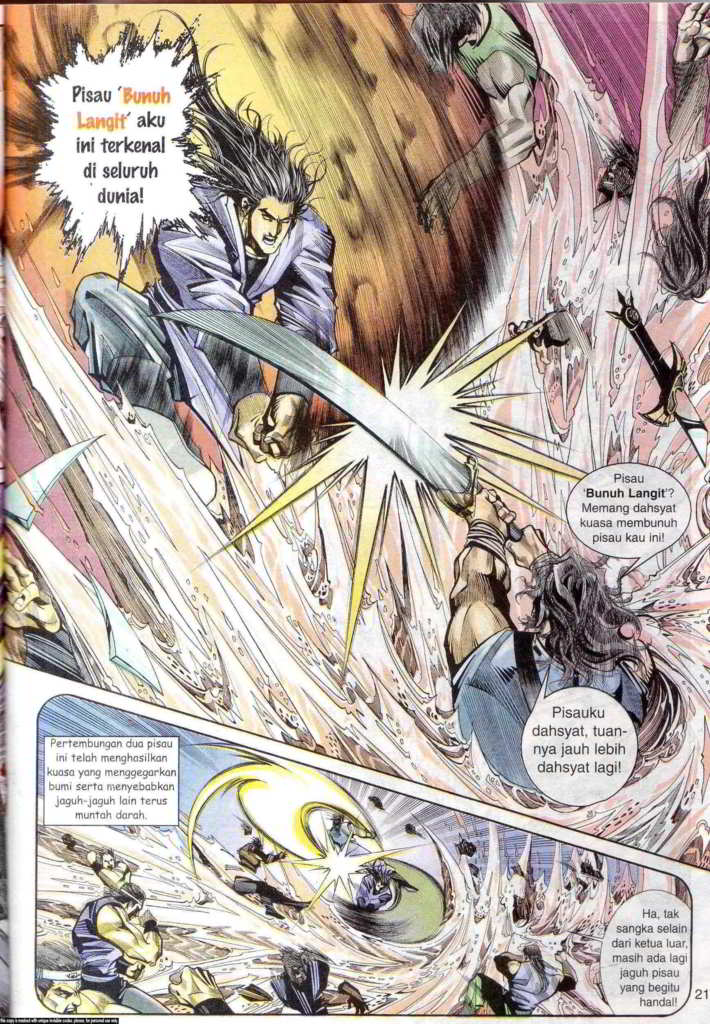 Pisau 'Bunuh
Langit' aku
ini terkenal
di seluruh
dunia!
Pisau
'Bunuh Langit'?
Memang dahsyat
kuasa membunuh
pisau kau ini!
Pisauku
dahsyat, tuan-
nya jauh lebih
dahsyat lagi!
Pertembungan dua pisau
ini telah menghasilkan
kuasa yang menggegarkan
bumi serta menyebabkan
jaguh-jaguh lain terus
muntah darah.
Ha, tak
sangka selain
dari ketua luar,
masih ada lagi
jaguh pisau
yang begitu
handal!
21